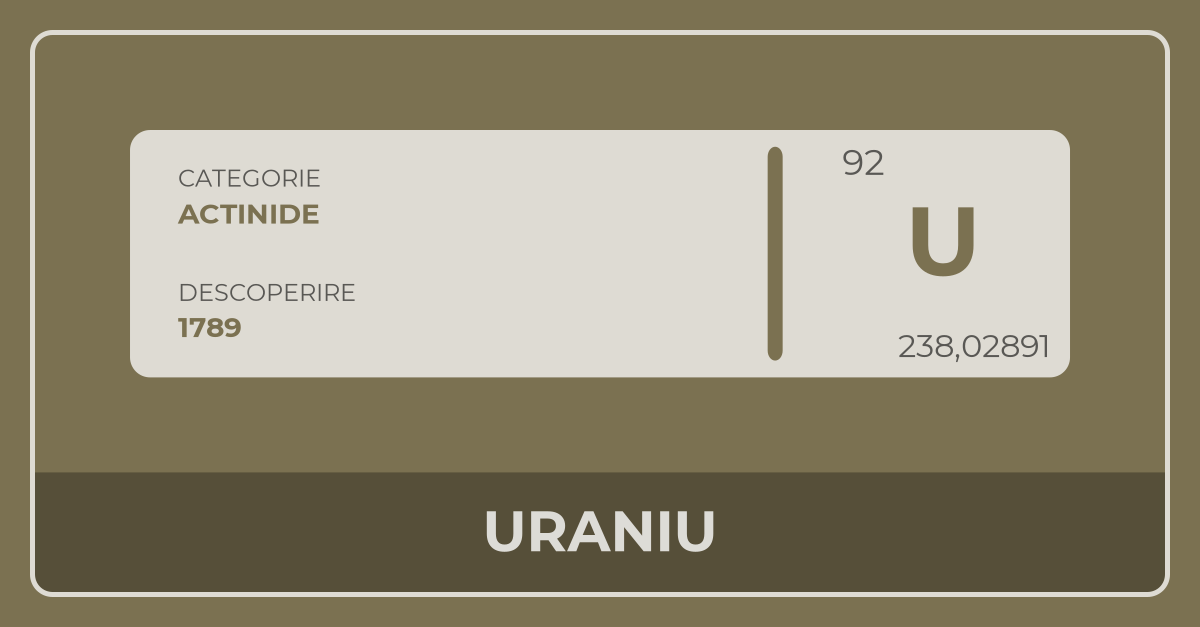 CATEGORIE
ACTINIDE
DESCOPERIRE
1789
92
U
238,02891
URANIU